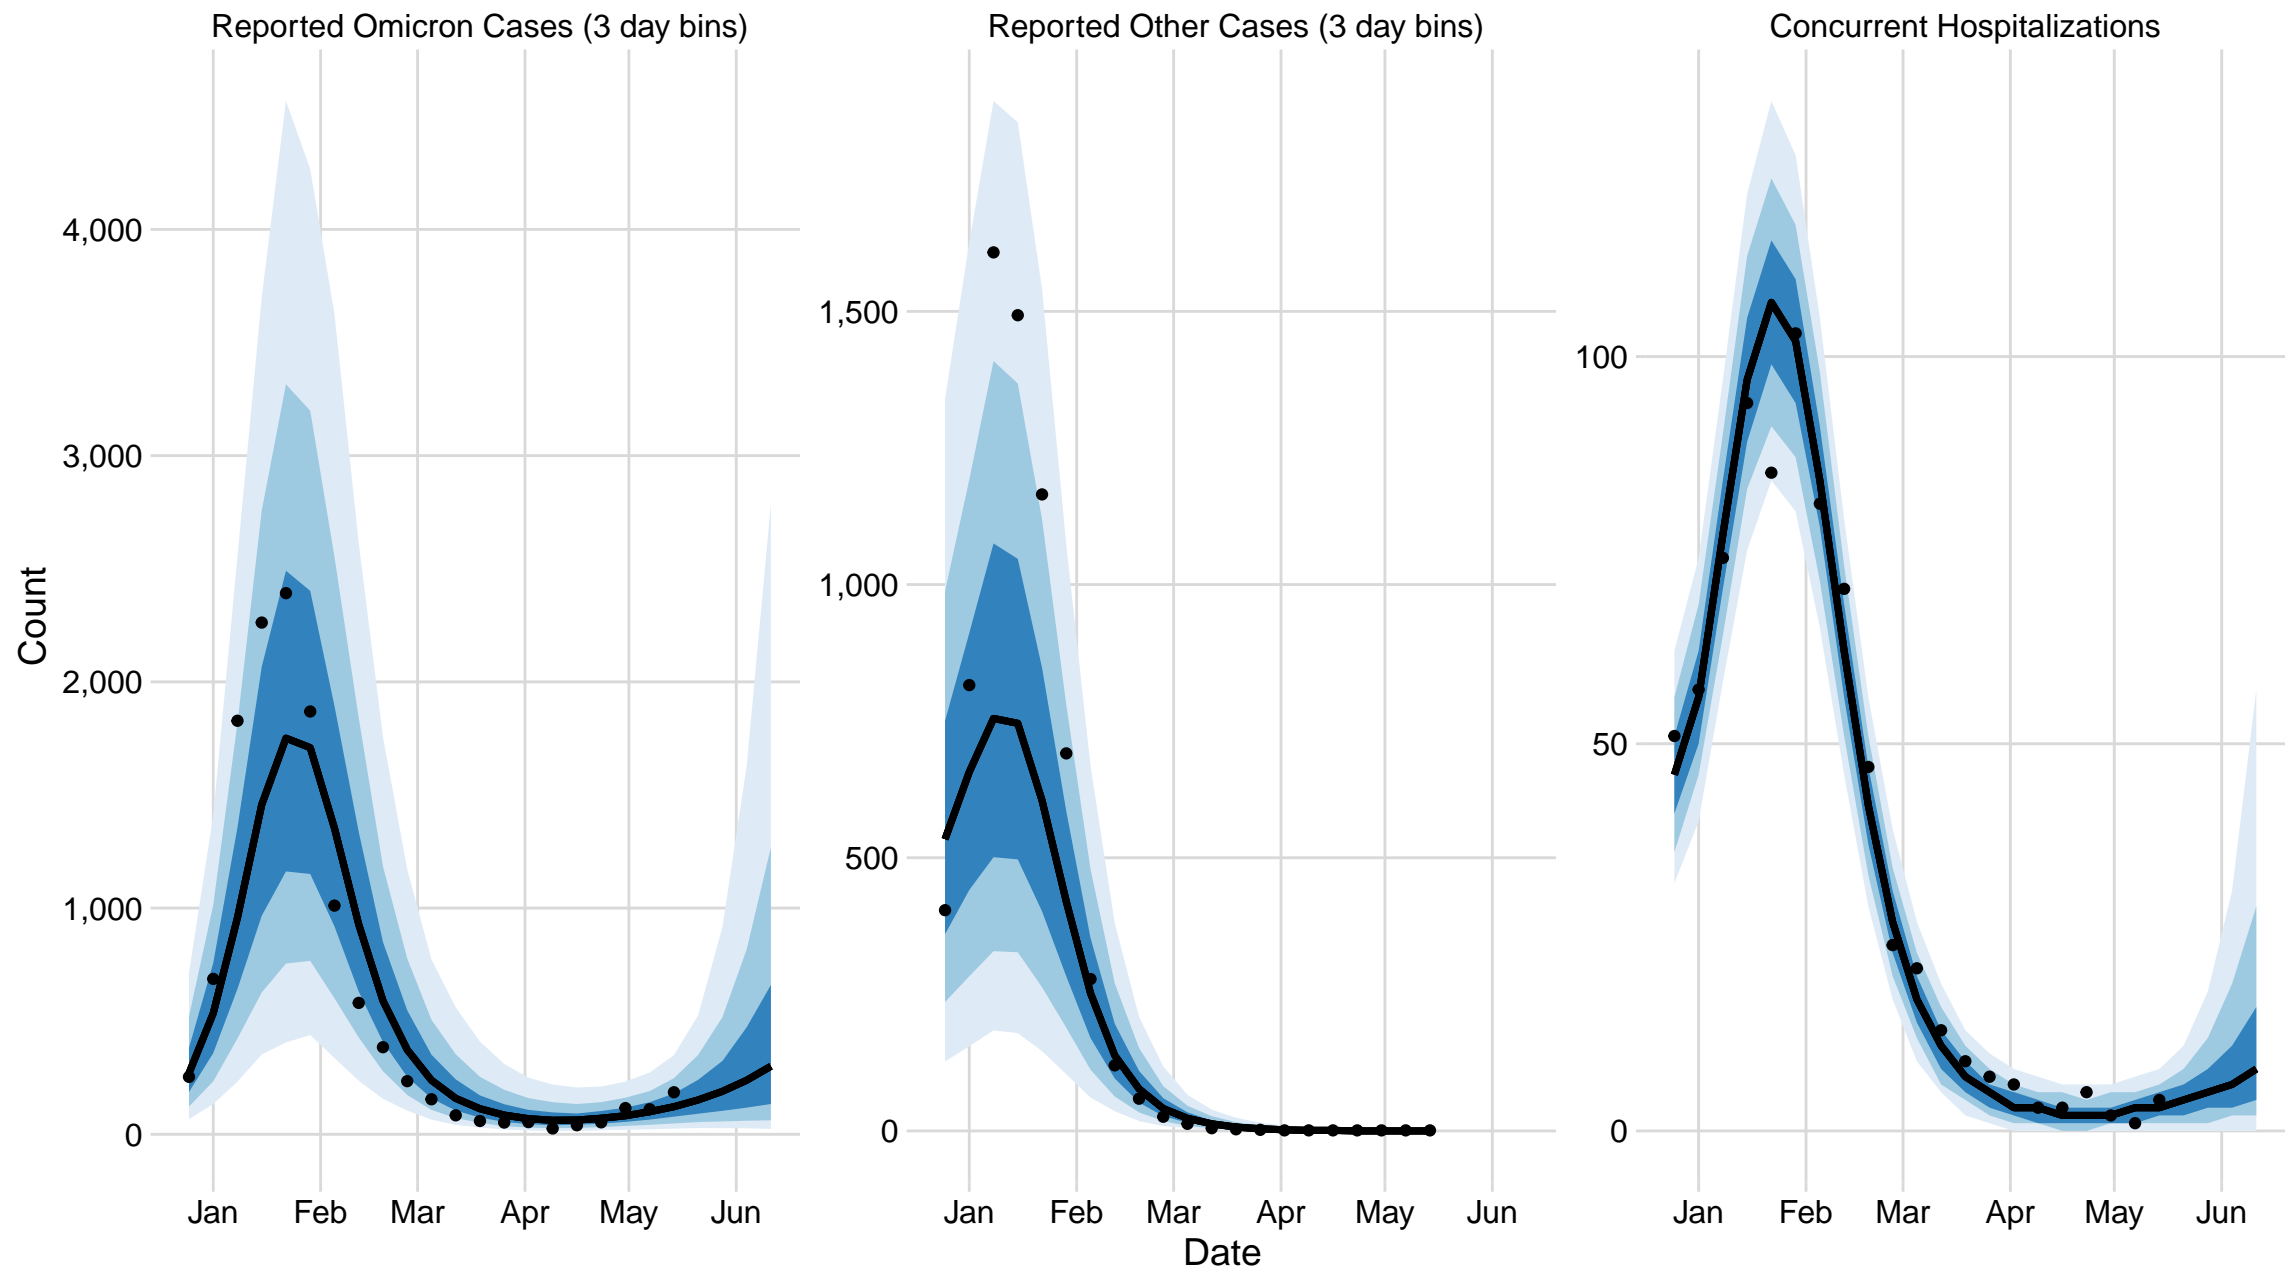 Reported Omicron Cases (3 day bins)
Reported Other Cases (3 day bins)
Concurrent Hospitalizations
Count
4,000
3,000
2,000
1,000
0
1,500
1,000
500
0
100
50
0
Jan Feb Mar Apr May Jun
Jan Feb Mar Apr May Jun
Jan Feb Mar Apr May Jun
Date